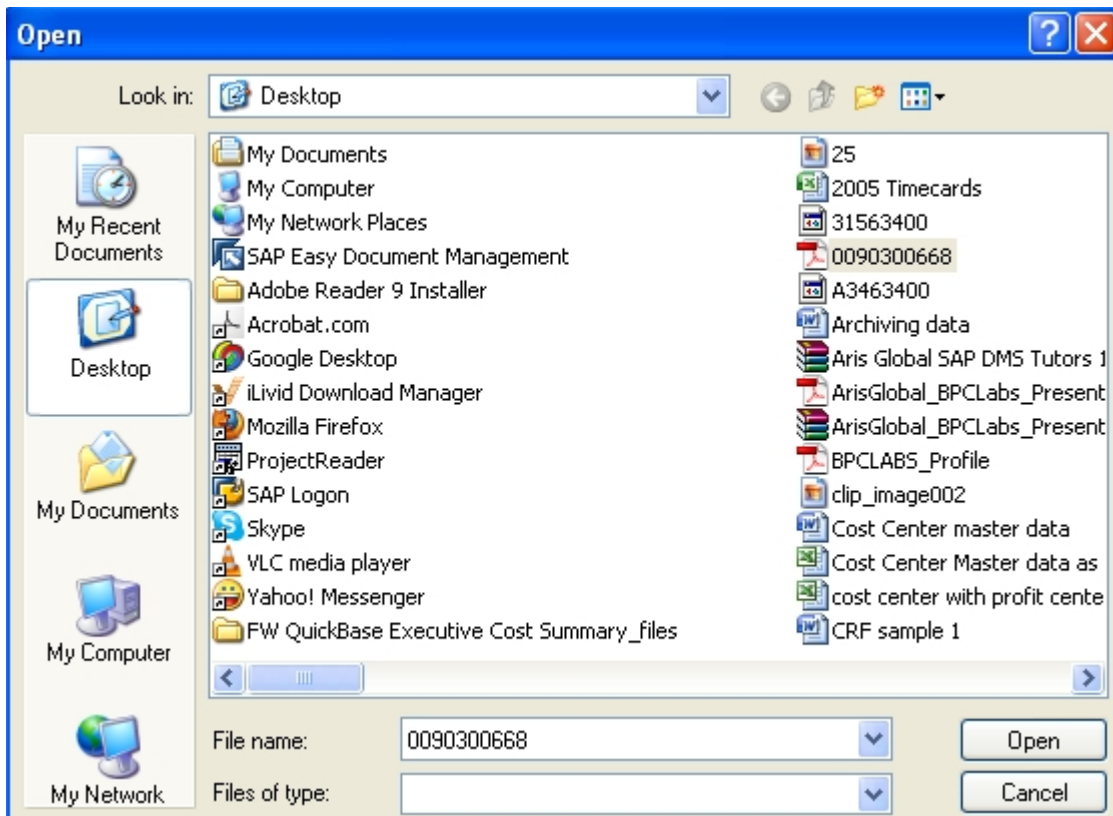 Open
Look in:
Desktop
My Recent
Documents
Desktop
My Documents
My Computer
My Network
My Documents
My Computer
My Network Places
SAP Easy Document Management
Adobe Reader 9 Installer
Acrobat.com
Google Desktop
iLivid Download Manager
Mozilla Firefox
ProjectReader
SAP Logon
Skype
VLC media player
Yahoo! Messenger
FW QuickBase Executive Cost Summary_files
25
2005 Timecards
31563400
0090300668
A3463400
Archiving data
Aris Global SAP DMS Tutors 1
ArisGlobal_BPCLabs_Present
ArisGlobal_BPCLabs_Present
BPCLABS_Profile
clip_image002
Cost Center master data
Cost Center Master data as
cost center with profit cente
CRF sample 1
File name:
0090300668
Open
Files of type:
Cancel